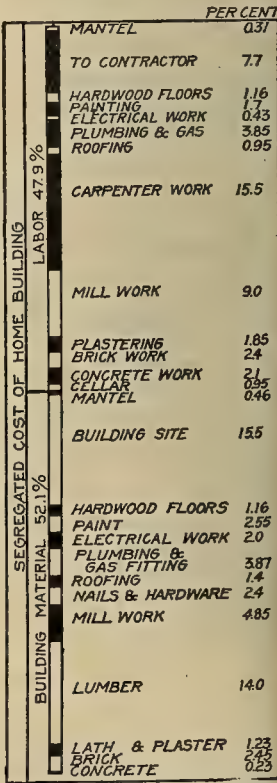 PER CENT
MANTEL 0.31
TO CONTRACTOR 7.7
HARDWOOD FLOORS 1.16
PAINTING 1.7
ELECTRICAL WORK 0.43
PLUMBING & GAS 3.85
ROOFING 0.95
CARPENTER WORK 15.5
MILL WORK 9.0
PLASTERING 1.85
BRICK WORK 2.4
CONCRETE WORK 2.1
CELLAR 0.95
MANTEL 0.46
BUILDING SITE 15.5
HARDWOOD FLOORS 1.16
PAINT 2.55
ELECTRICAL WORK 2.0
PLUMBING &
GAS FITTING 3.87
ROOFING 1.4
NAILS & HARDWARE 2.4
MILL WORK 4.85
LUMBER 14.0
LATH & PLASTER 1.23
BRICK 2.45
CONCRETE 0.23
SEGREGATED COST OF HOME BUILDING
LABOR 47.9%
BUILDING MATERIAL 52.1%